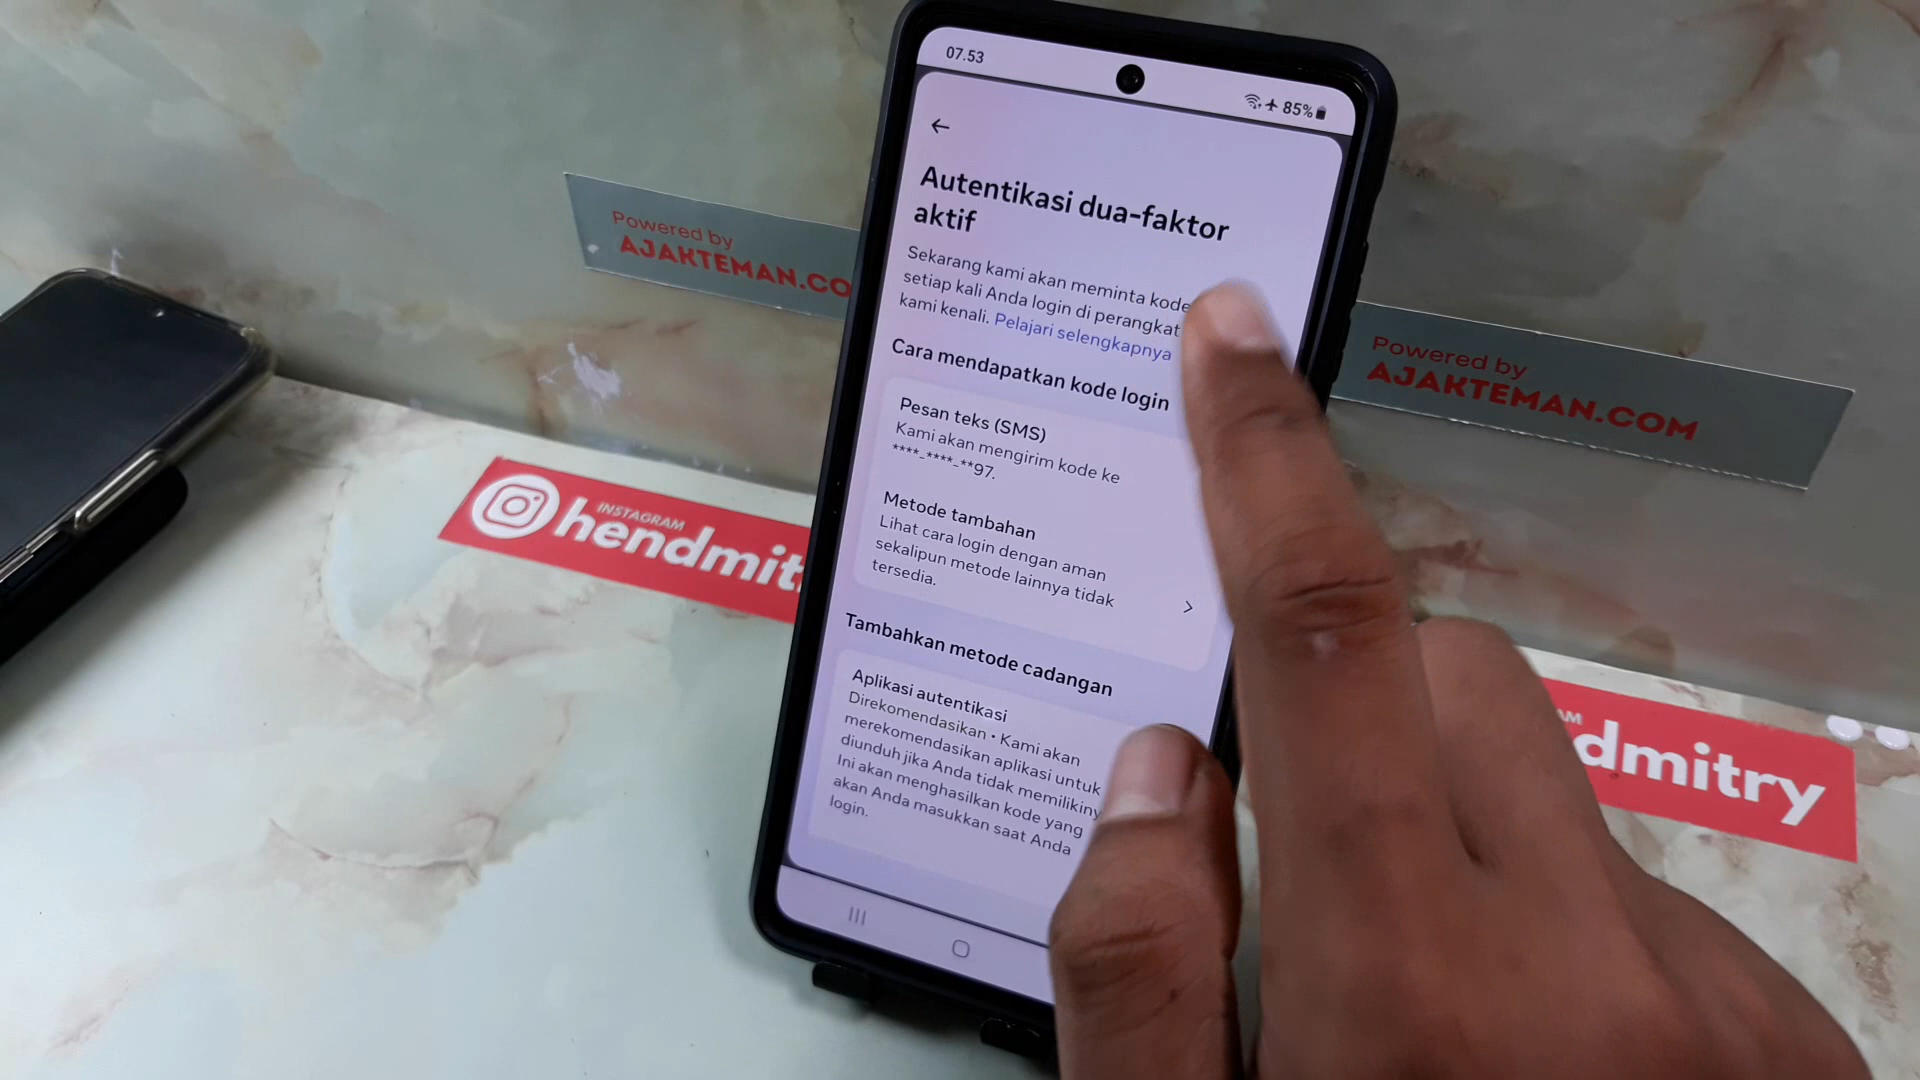 07.53
85%
Autentikasi dua-faktor
aktif
Sekarang kami akan meminta kode
setiap kali Anda login di perangkat
kami kenali. Pelajari selengkapnya
Cara mendapatkan kode login
Pesan teks (SMS)
Kami akan mengirim kode ke
****_****_**97.
Metode tambahan
Lihat cara login dengan aman
sekalipun metode lainnya tidak
tersedia.
Tambahkan metode cadangan
Aplikasi autentikasi
Direkomendasikan • Kami akan
merekomendasikan aplikasi untuk
diunduh jika Anda tidak memilikiny
Ini akan menghasilkan kode yang
akan Anda masukkan saat Anda
login.
Powered by
AJAKTEMAN.CO
Powered by
AJAKTEMAN.COM
INSTAGRAM
hendmit
AM
dmitry